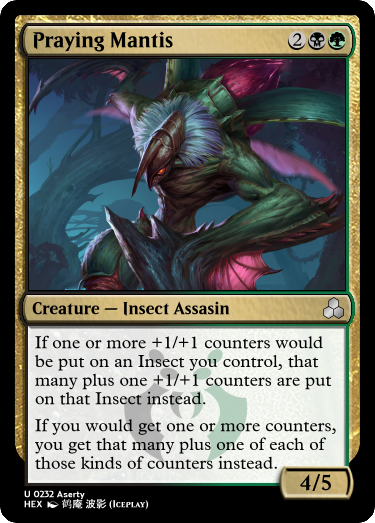 Praying Mantis 2
Creature — Insect Assasin
If one or more +1/+1 counters would
be put on an Insect you control, that
many plus one +1/+1 counters are put
on that Insect instead.
If you would get one or more counters,
you get that many plus one of each of
those kinds of counters instead.
4/5
U 0232 Aserty
HEX 鹤庵 波影 (Iceplay)